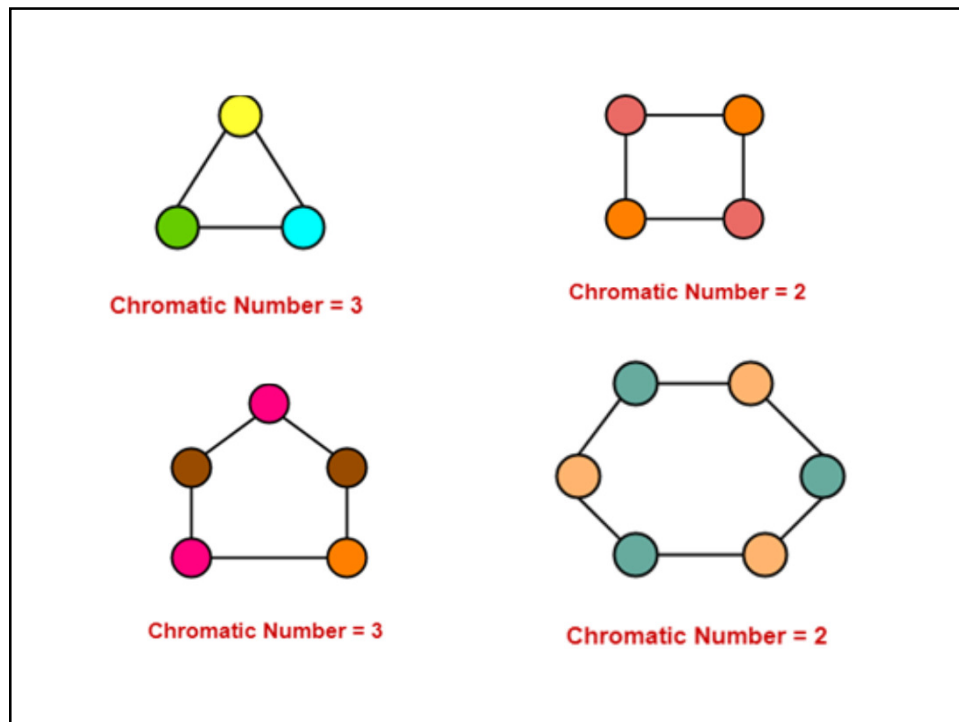 Chromatic Number = 3
Chromatic Number = 2
Chromatic Number = 3
Chromatic Number = 2